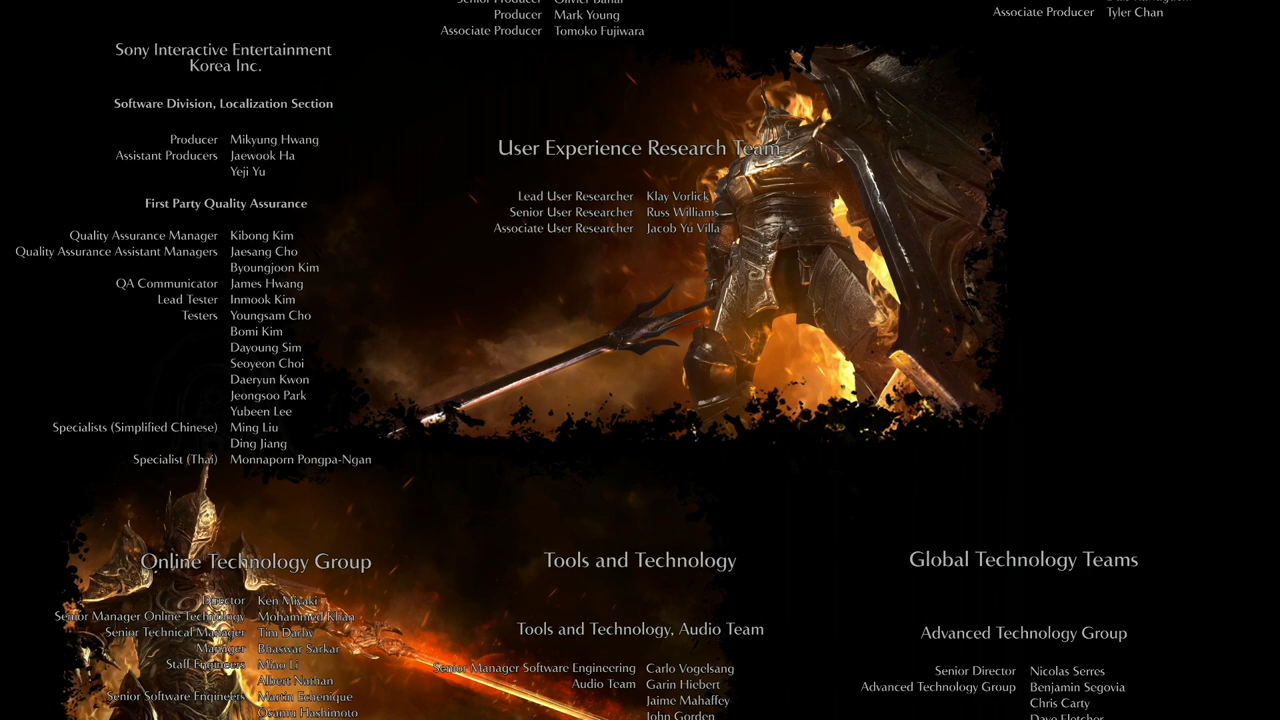 Producer Mark Young
Associate Producer Tomoko Fujiwara
Associate Producer Tyler Chan
Sony Interactive Entertainment
Korea Inc.
Software Division, Localization Section
Producer Mikyung Hwang
Assistant Producers Jaewook Ha
Yeji Yu
First Party Quality Assurance
Quality Assurance Manager Kibong Kim
Quality Assurance Assistant Managers Jaesang Cho
Byoungjoon Kim
QA Communicator James Hwang
Lead Tester Inmook Kim
Testers Youngsam Cho
Bomi Kim
Dayoung Sim
Seoyeon Choi
Daeryun Kwon
Jeongsoo Park
Yubeen Lee
Specialists (Simplified Chinese) Ming Liu
Ding Jiang
Specialist (Thai) Monnaporn Pongpa-Ngan
User Experience Research Team
Lead User Researcher Klay Vorlick
Senior User Researcher Russ Williams
Associate User Researcher Jacob Yu Villa
Online Technology Group
Director Ken Miyaki
Senior Manager Online Technology Mohammed Khan
Senior Technical Manager Tim Darby
Manager Bhaswar Sarkar
Staff Engineers Miao Li
Albert Nathan
Senior Software Engineers Martin Echenique
Osamu Hashimoto
Tools and Technology
Tools and Technology, Audio Team
Senior Manager Software Engineering Carlo Vogelsang
Audio Team Garin Hiebert
Jaime Mahaffey
John Gorden
Global Technology Teams
Advanced Technology Group
Senior Director Nicolas Serres
Advanced Technology Group Benjamin Segovia
Chris Carty
Dave Fletcher